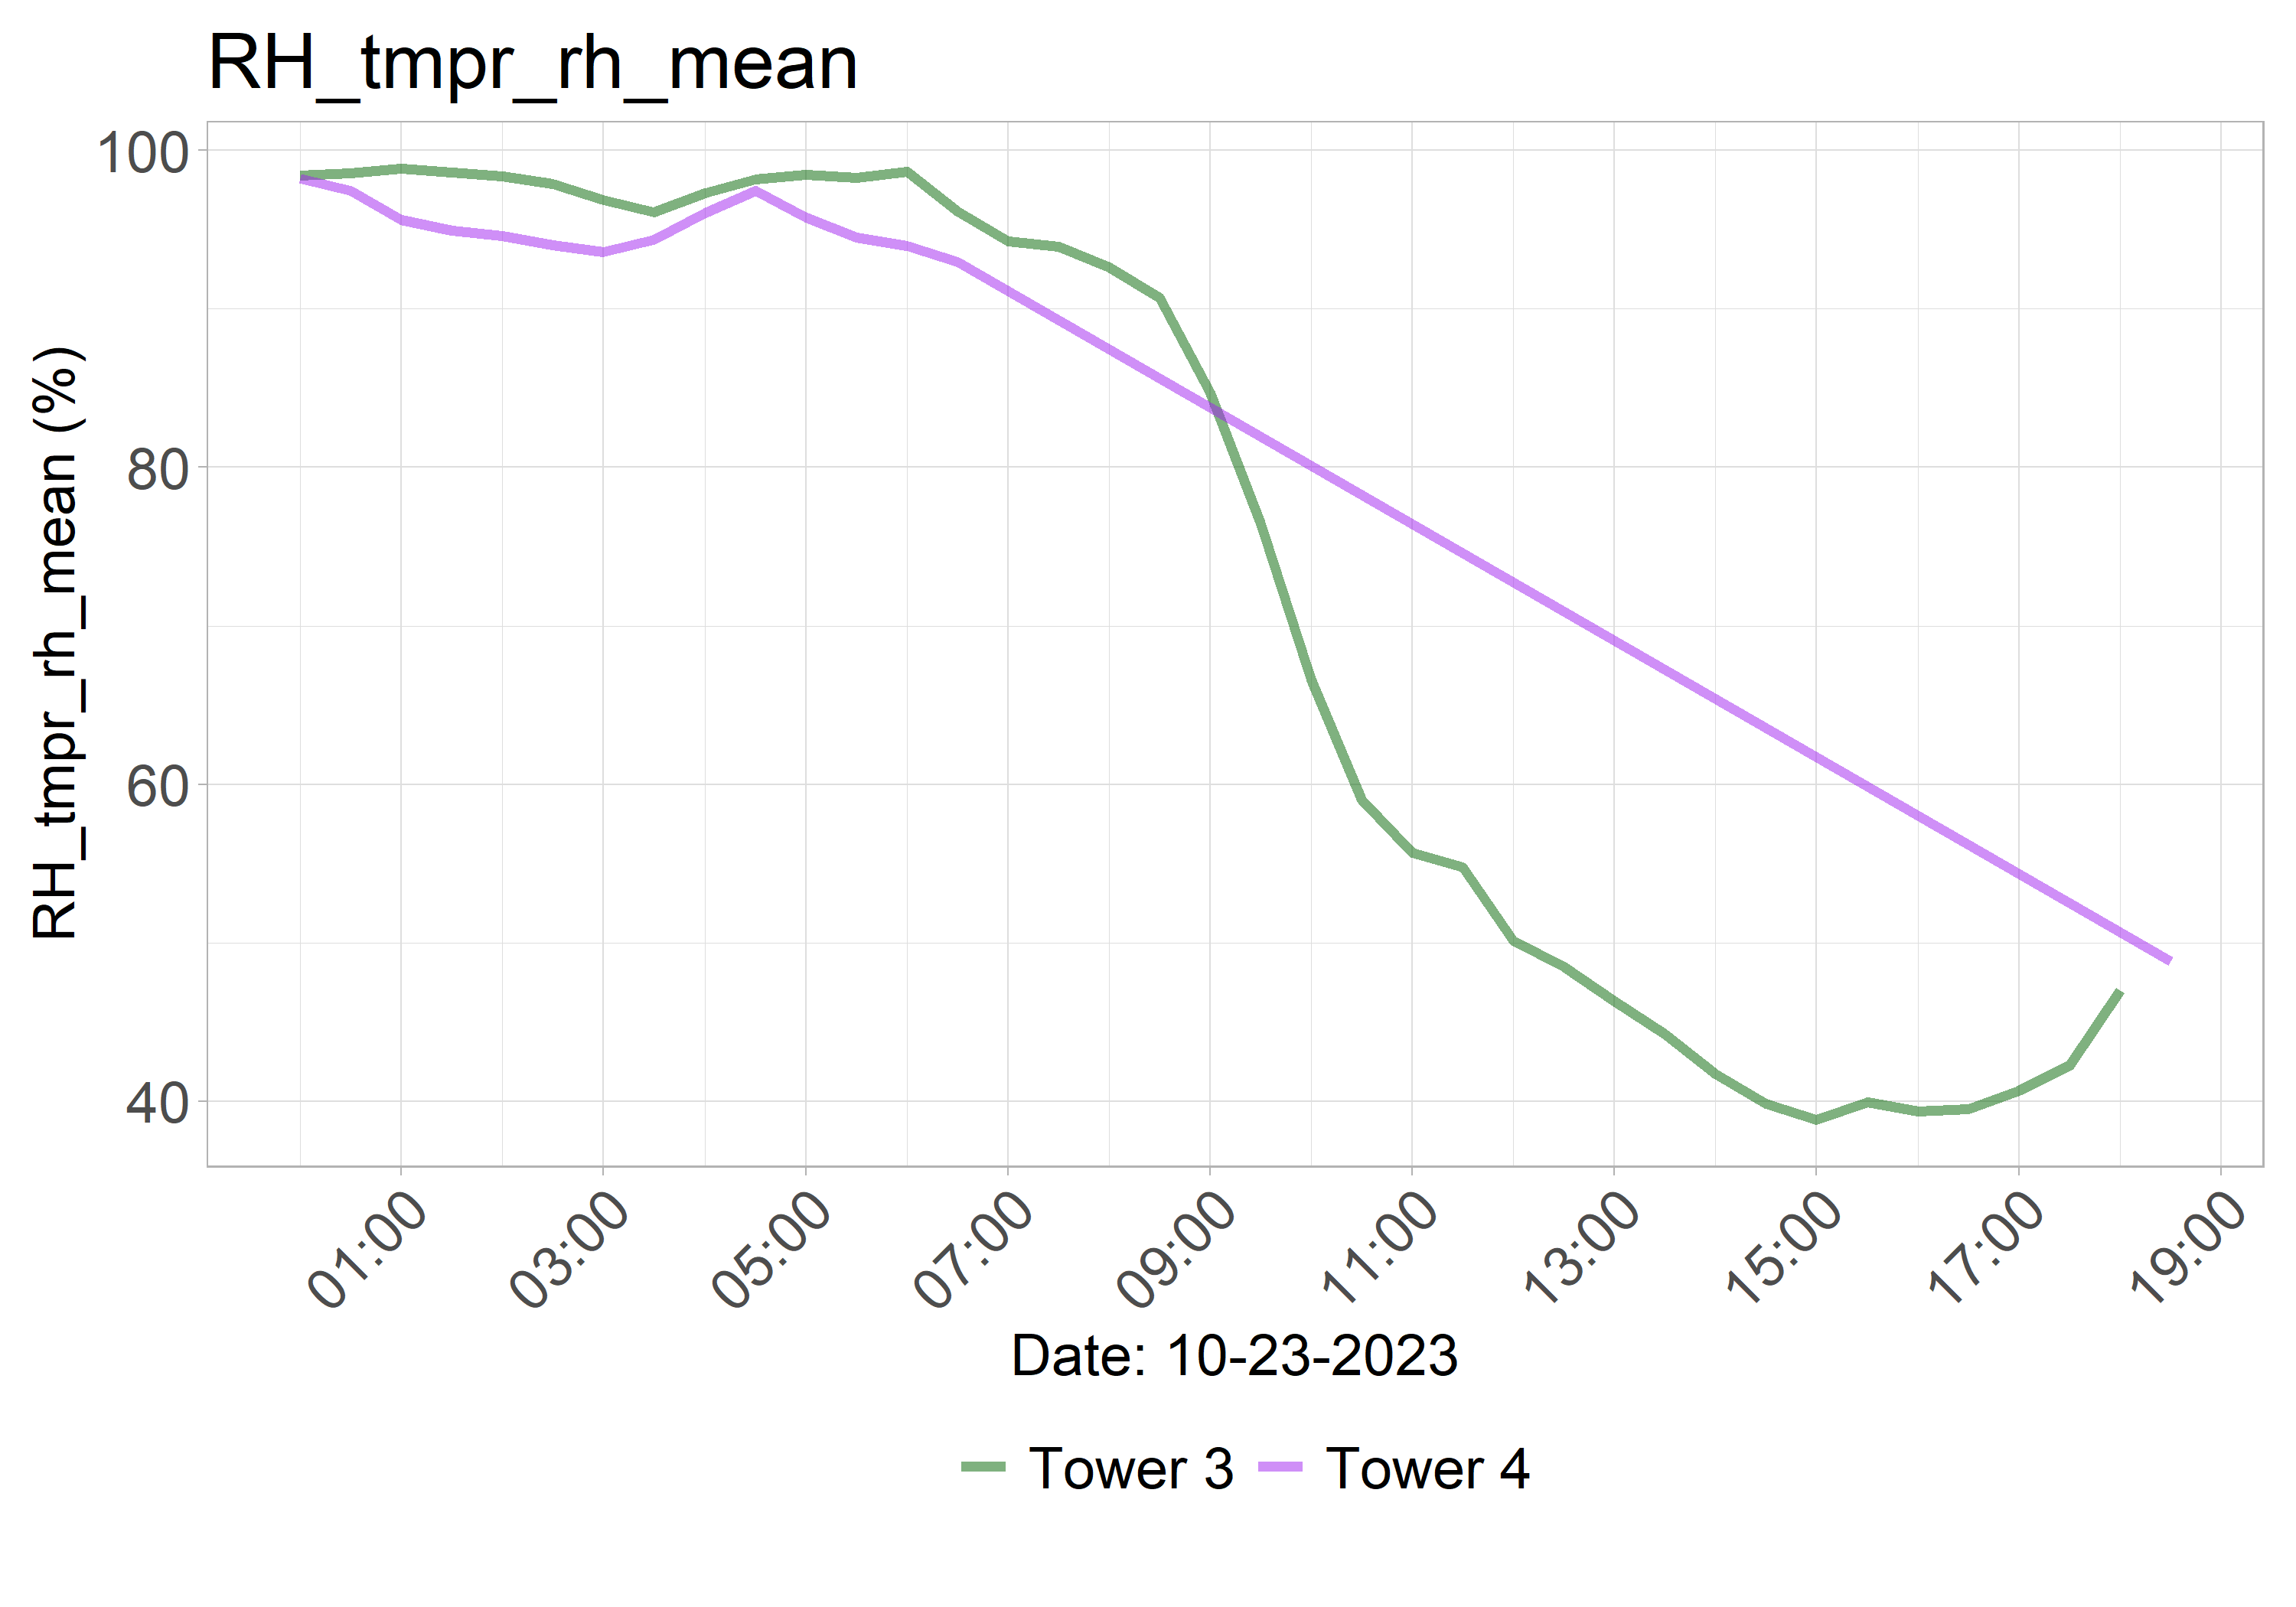 RH_tmpr_rh_mean
RH_tmpr_rh_mean (%)
100
80
60
40
01:00
03:00
05:00
07:00
09:00
11:00
13:00
15:00
17:00
19:00
Date: 10-23-2023
Tower 3
Tower 4